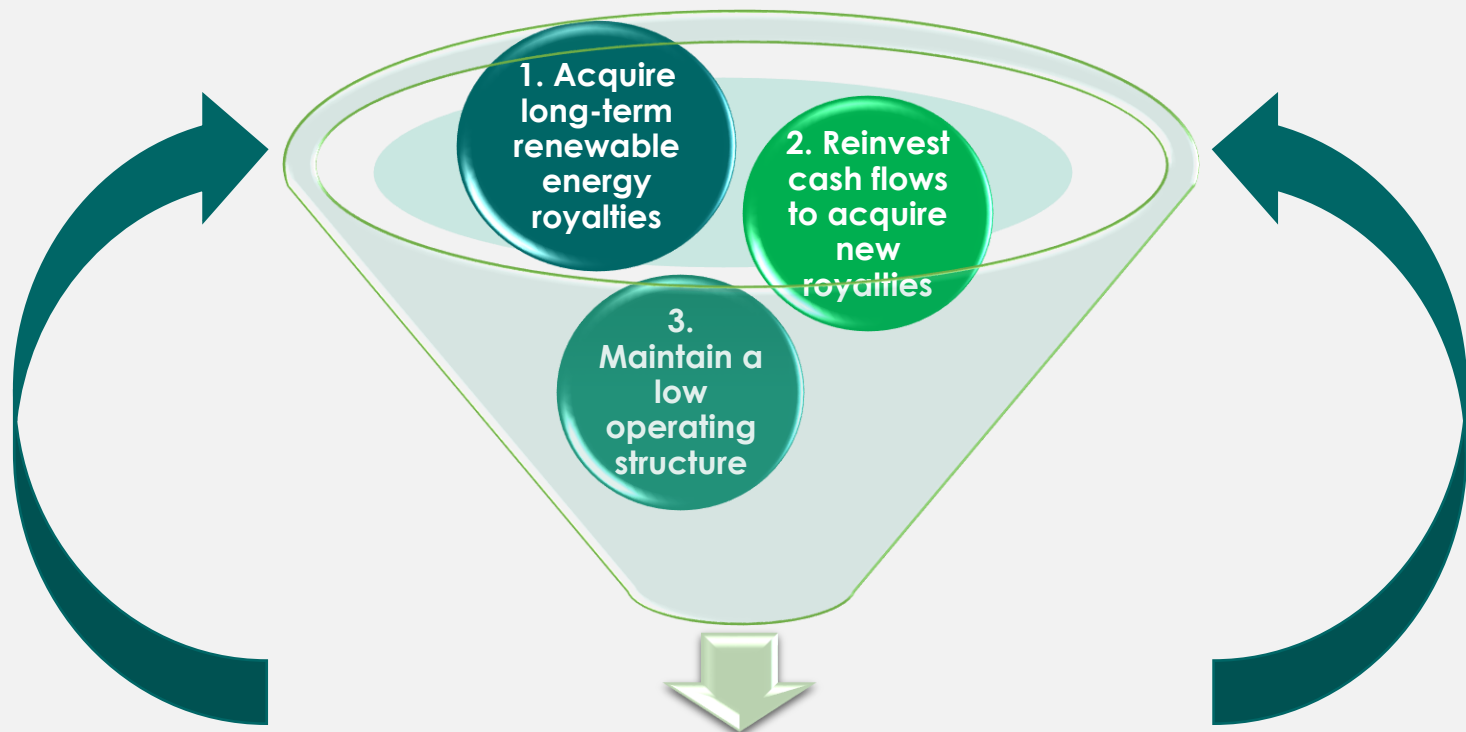 1. Acquire
long-term
renewable
energy
royalties
2. Reinvest
cash flows
to acquire
new
royalties
3.
Maintain a
low
operating
structure